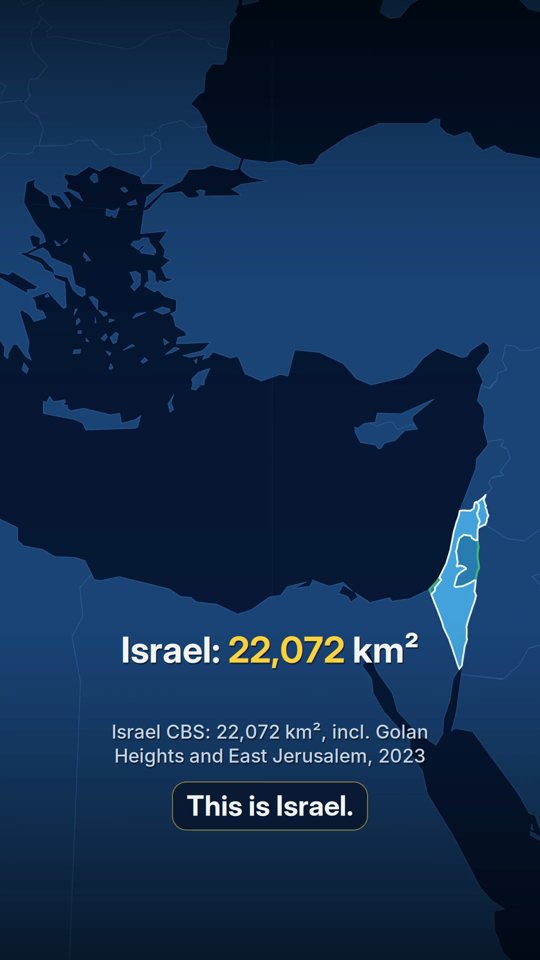 Israel: 22,072 km²
Israel CBS: 22,072 km², incl. Golan
Heights and East Jerusalem, 2023
This is Israel.